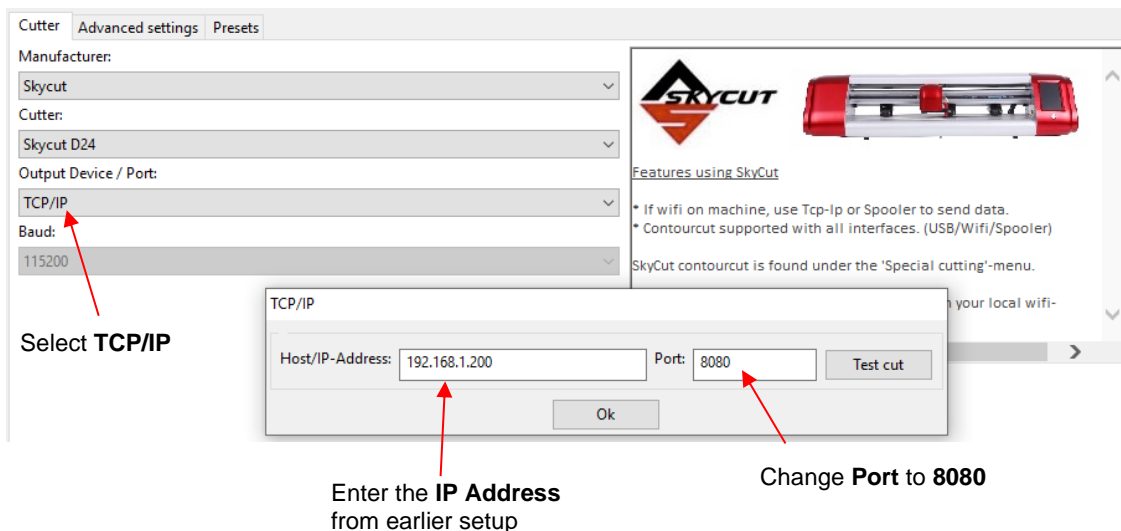 Cutter Advanced settings Presets
Manufacturer:
Skycut
Cutter:
Skycut D24
Output Device / Port:
TCP/IP
Baud:
115200
SKYCUT
Features using SkyCut
* If wifi on machine, use Tcp-Ip or Spooler to send data.
* Contourcut supported with all interfaces. (USB/Wifi/Spooler)
SkyCut contourcut is found under the 'Special cutting'-menu.
your local wifi-
TCP/IP
Host/IP-Address: 192.168.1.200 Port: 8080 Test cut
Ok
Select TCP/IP
Enter the IP Address
from earlier setup
Change Port to 8080